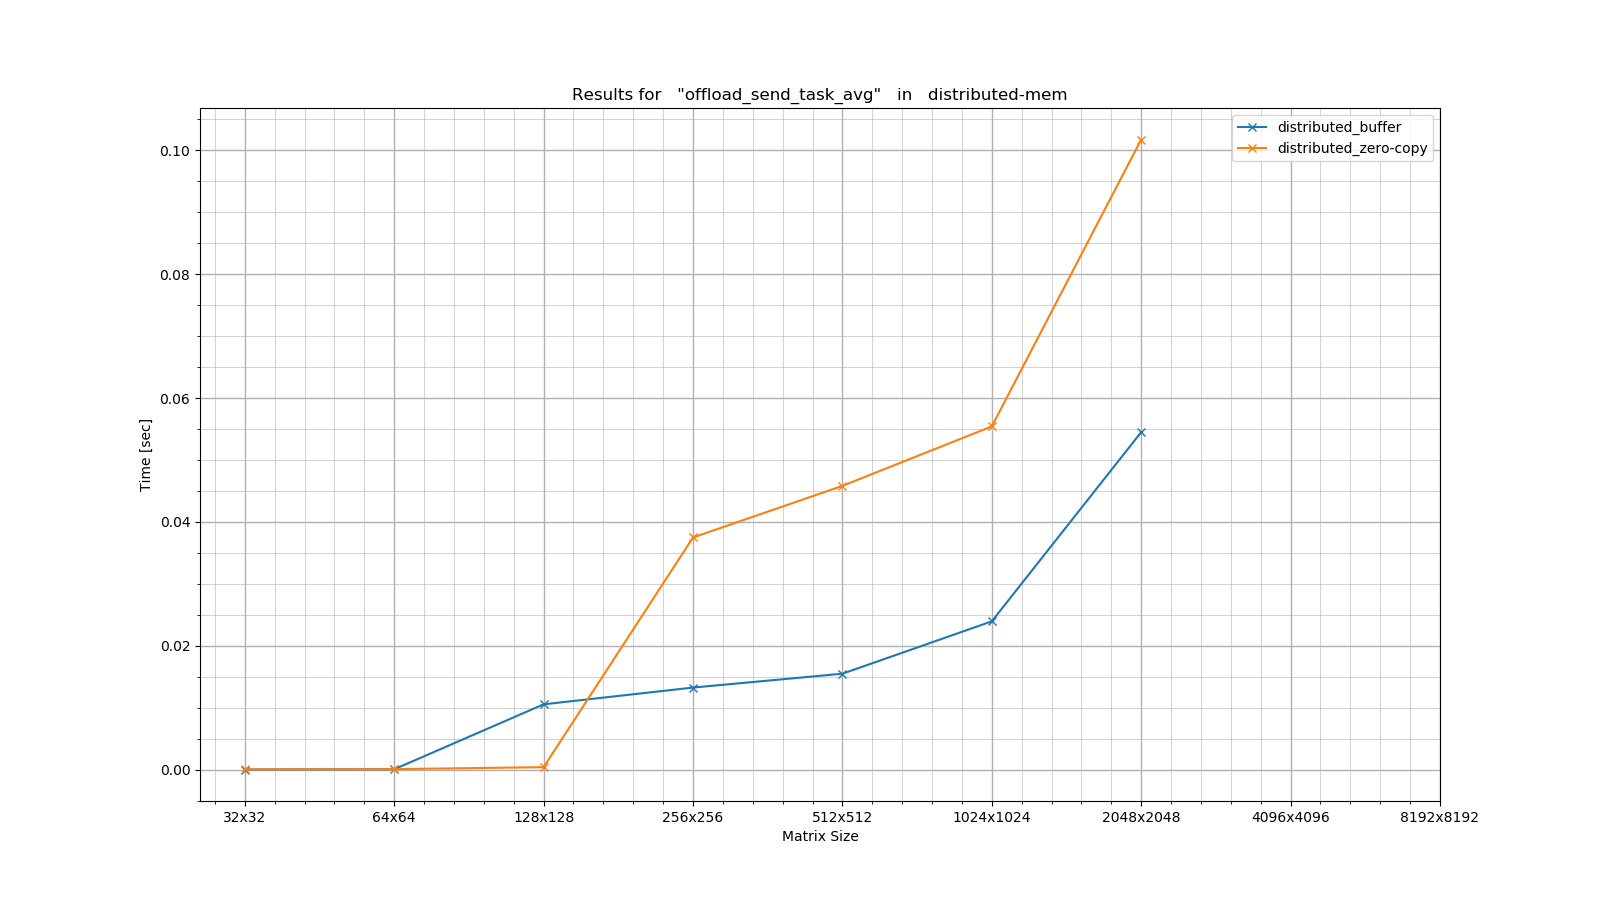 Results for   "offload_send_task_avg"   in   distributed-mem
distributed_buffer
distributed_zero-copy
Time [sec]
0.10
0.08
0.06
0.04
0.02
0.00
32x32 64x64 128x128 256x256 512x512 1024x1024 2048x2048 4096x4096 8192x8192
Matrix Size